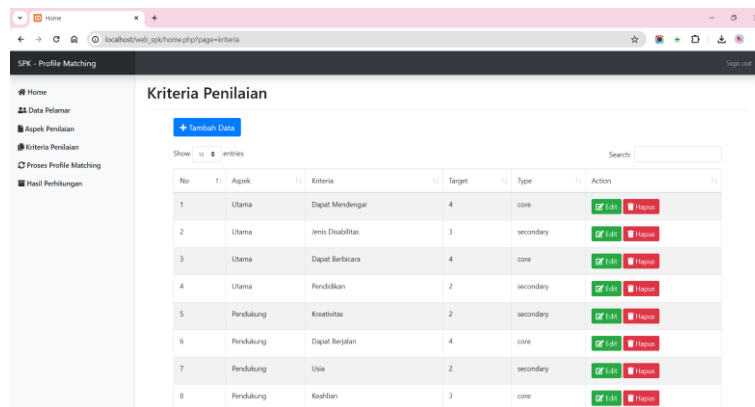 Home
localhost/web_spk/home.php?page=kriteria
SPK - Profile Matching
Sign out
Home
Data Pelamar
Aspek Penilaian
Kriteria Penilaian
Proses Profile Matching
Hasil Perhitungan
Kriteria Penilaian
Tambah Data
Show 10 entries
Search:
No Aspek Kriteria Target Type Action
1 Utama Dapat Mendengar 4 core Edit Hapus
2 Utama Jenis Disabilitas 3 secondary Edit Hapus
3 Utama Dapat Berbicara 4 core Edit Hapus
4 Utama Pendidikan 2 secondary Edit Hapus
5 Pendukung Kreativitas 2 secondary Edit Hapus
6 Pendukung Dapat Berjalan 4 core Edit Hapus
7 Pendukung Usia 2 secondary Edit Hapus
8 Pendukung Keahlian 3 core Edit Hapus